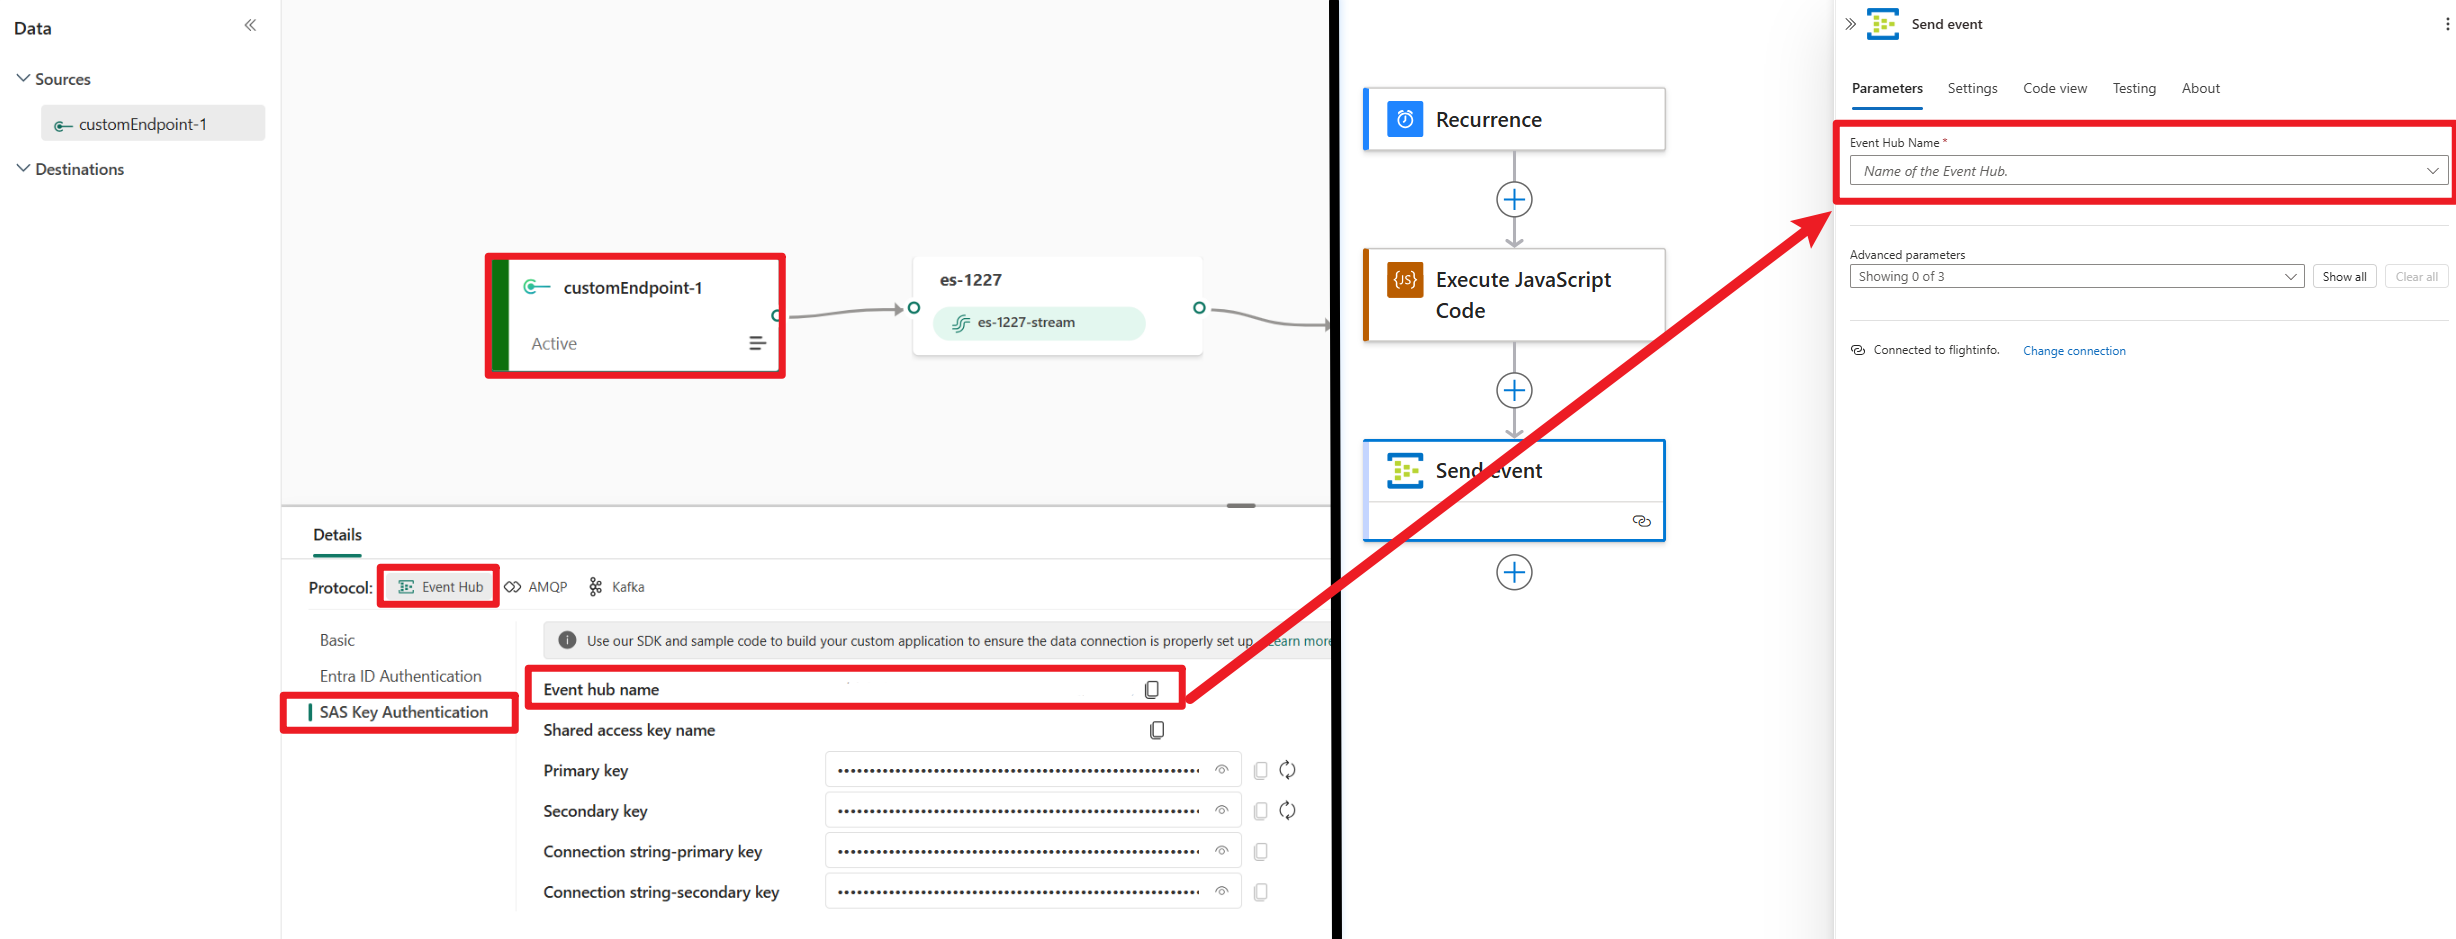 Data
Sources
customEndpoint-1
Destinations
customEndpoint-1
Active
es-1227
es-1227-stream
Details
Protocol:
Event Hub
AMQP
Kafka
Basic
Entra ID Authentication
SAS Key Authentication
Use our SDK and sample code to build your custom application to ensure the data connection is properly set up. Learn more
Event hub name
Shared access key name
Primary key
Secondary key
Connection string-primary key
Connection string-secondary key
Recurrence
{JS}
Execute JavaScript
Code
Send event
Send event
Parameters
Settings
Code view
Testing
About
Event Hub Name *
Name of the Event Hub.
Advanced parameters
Showing 0 of 3
Show all
Clear all
Connected to flightinfo.
Change connection